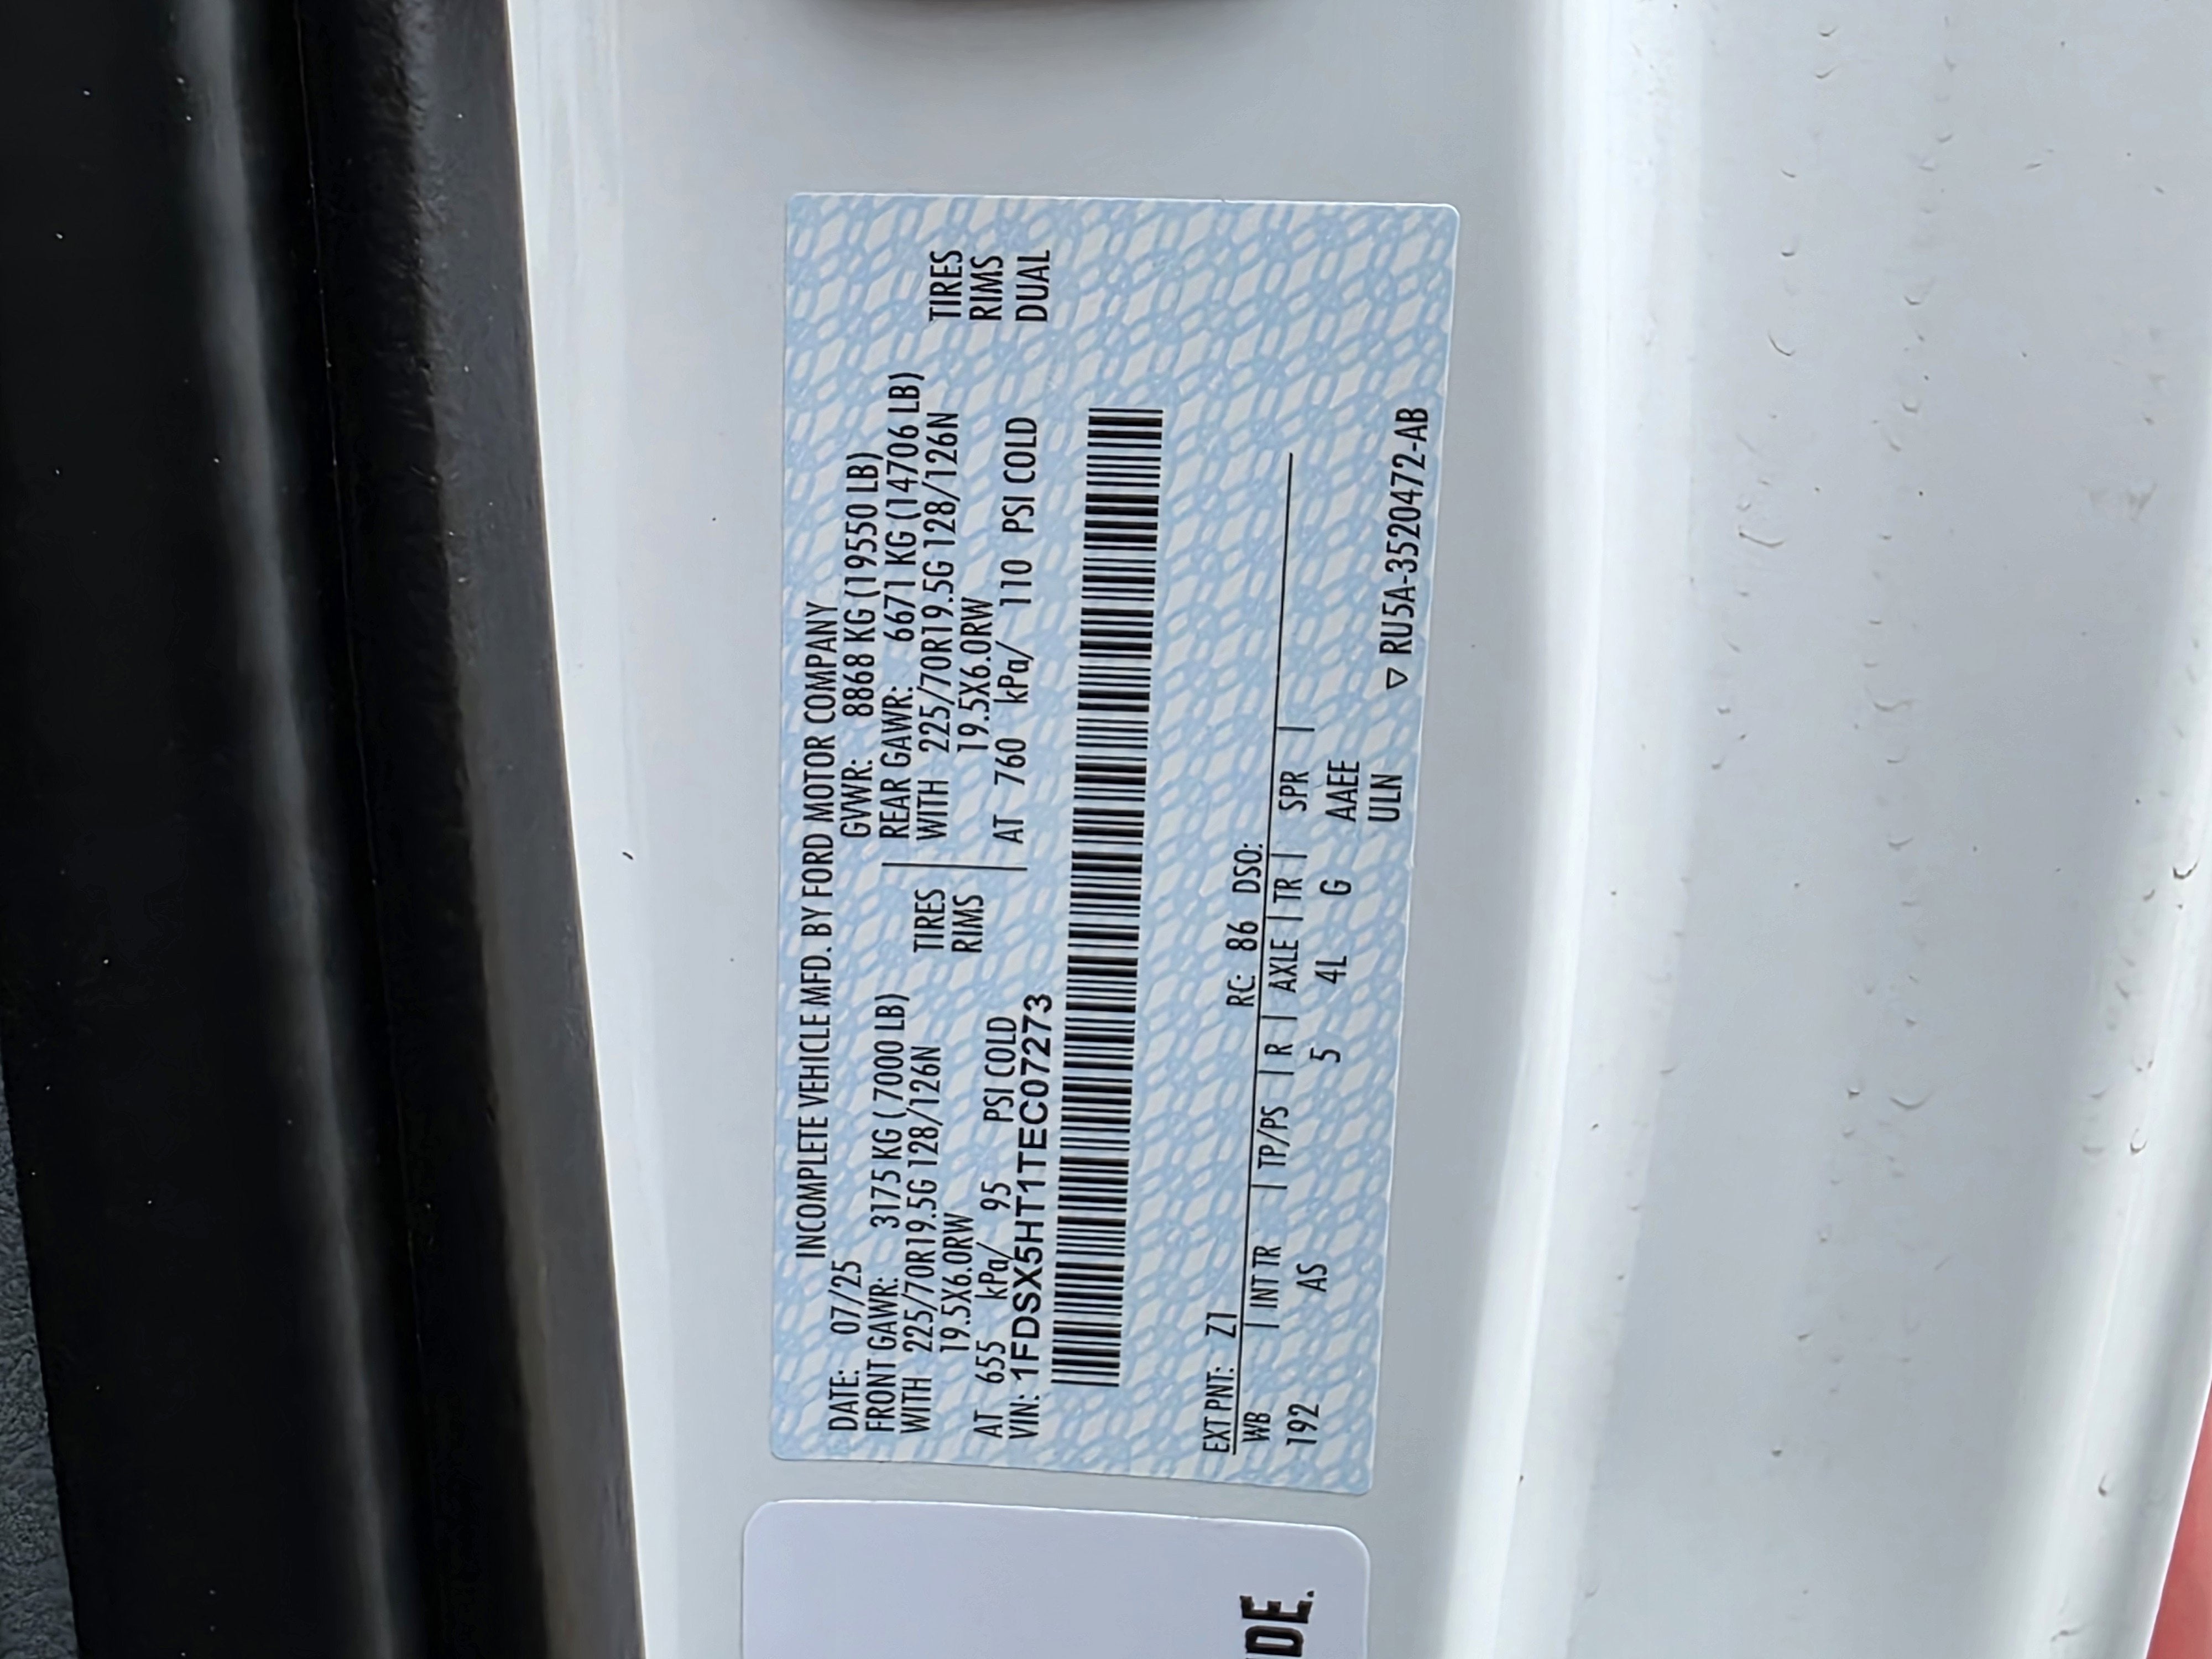 INCOMPLETE VEHICLE MFD. BY FORD MOTOR COMPANY
DATE: 07/25 GVWR: 8868 KG (19550 LB)
FRONT GAWR: 3175 KG (7000 LB) REAR GAWR: 6671 KG (14706 LB)
WITH 225/70R19.5G 128/126N TIRES WITH 225/70R19.5G 128/126N TIRES
19.5X6.0RW RIMS 19.5X6.0RW RIMS
AT 655 kPa/ 95 PSI COLD AT 760 kPa/ 110 PSI COLD DUAL
VIN: 1FDSX5HT1TEC07273
EXT PNT: Z1 RC: 86 DSO:
WB | INT TR | TP/PS | R | AXLE | TR | SPR |
192 AS 5 4L G AAEE
ULN
▽ RU5A-3520472-AB